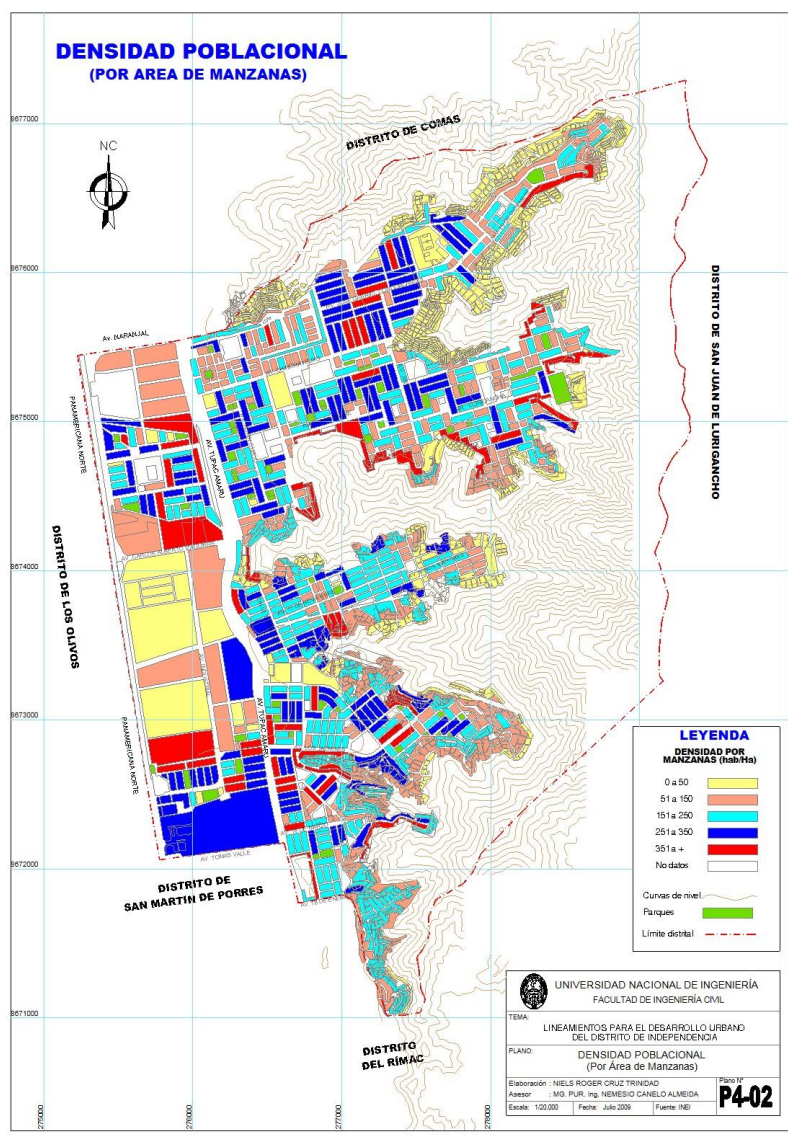 DENSIDAD POBLACIONAL
(POR AREA DE MANZANAS)
NC
8677000
8676000
8675000
8674000
8673000
8672000
8671000
DISTRITO DE COMAS
DISTRITO DE SAN JUAN DE LURIGANCHO
AV. NARANJAL
PANAMERICANA NORTE
AV. TUPAC AMARU
DISTRITO DE LOS OLIVOS
PANAMERICANA NORTE
AV. TUPAC AMARU
AV. TOMAS VALLE
DISTRITO DE
SAN MARTIN DE PORRES
DISTRITO
DEL RÍMAC
275000
276000
277000
278000
LEYENDA
DENSIDAD POR
MANZANAS (hab/Ha)
0 a 50
51 a 150
151 a 250
251 a 350
351 a +
No datos
Curvas de nivel
Parques
Límite distrital
UNIVERSIDAD NACIONAL DE INGENIERÍA
FACULTAD DE INGENIERÍA CIVIL
TEMA:
LINEAMIENTOS PARA EL DESARROLLO URBANO
DEL DISTRITO DE INDEPENDENCIA
PLANO:
DENSIDAD POBLACIONAL
(Por Área de Manzanas)
Elaboración : NIELS ROGER CRUZ TRINIDAD
Asesor : MG. PUR. Ing. NEMESIO CANELO ALMEIDA
Escala: 1/20,000 Fecha: Julio 2009 Fuente: INEI
Plano N°
P4-02